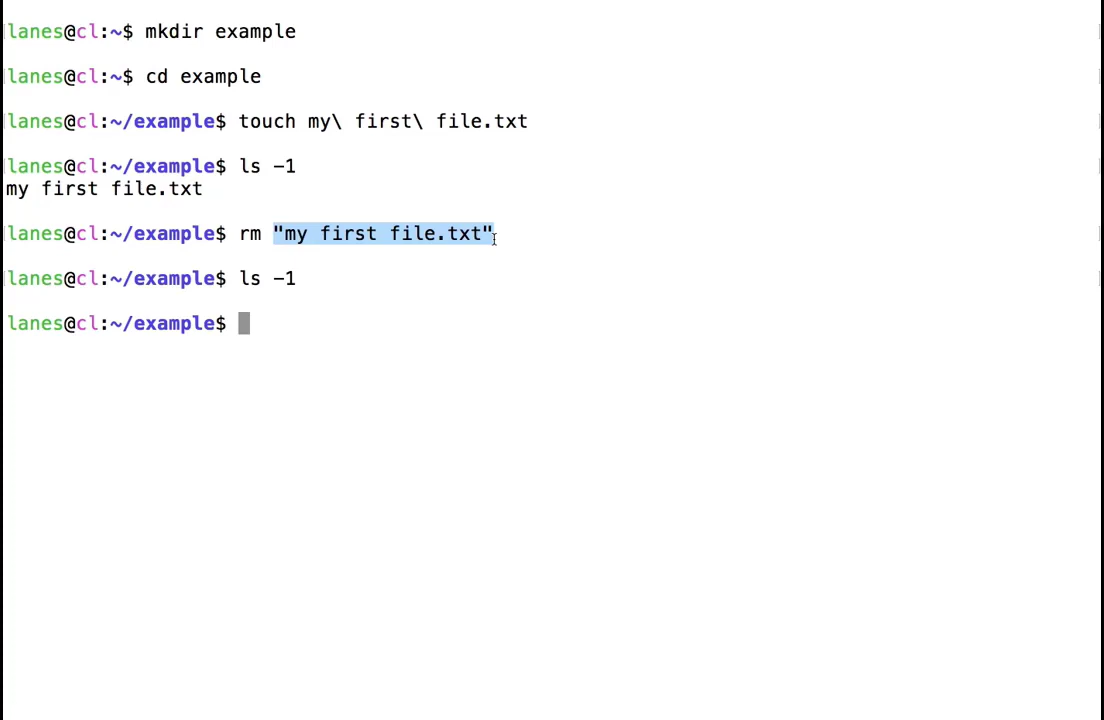 lanes@cl:~$ mkdir example
lanes@cl:~$ cd example
lanes@cl:~/example$ touch my\ first\ file.txt
lanes@cl:~/example$ ls -1
my first file.txt
lanes@cl:~/example$ rm "my first file.txt"
lanes@cl:~/example$ ls -1
lanes@cl:~/example$